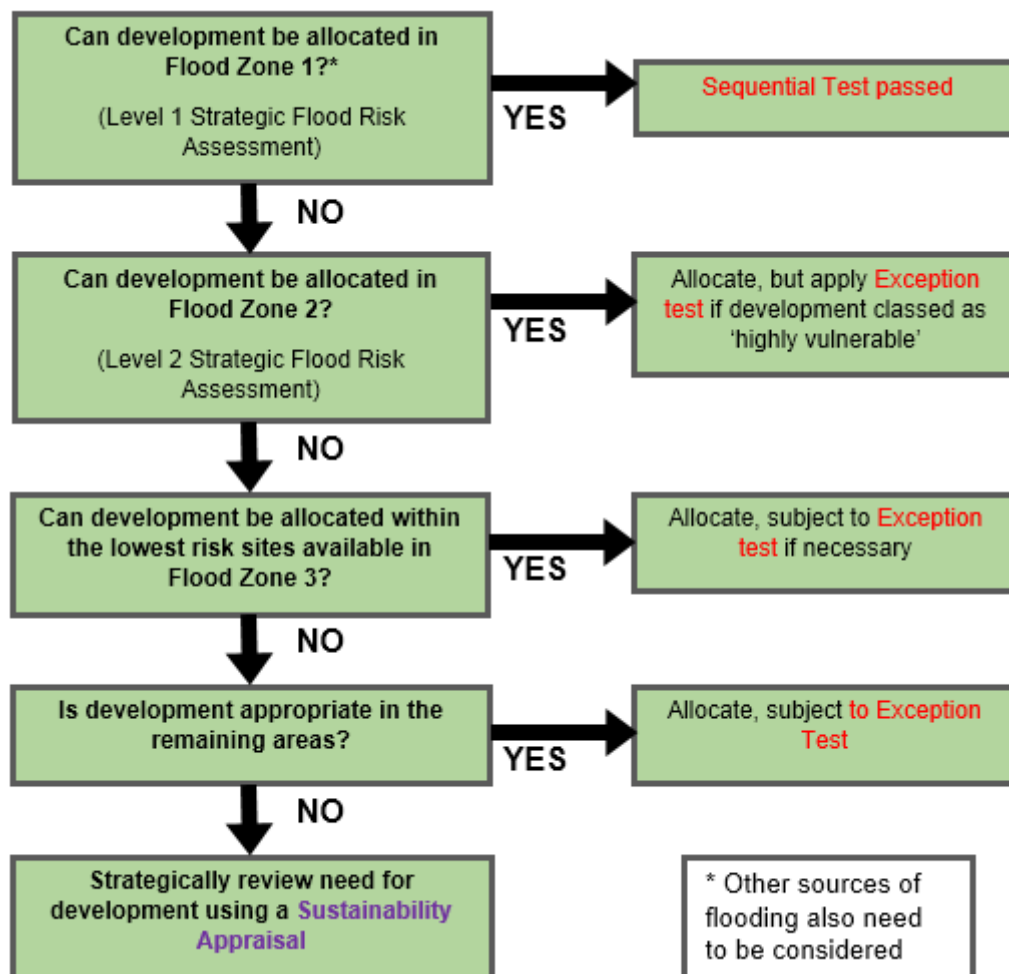 Can development be allocated in
Flood Zone 1?*
(Level 1 Strategic Flood Risk
Assessment)
YES
Sequential Test passed
NO
Can development be allocated in
Flood Zone 2?
(Level 2 Strategic Flood Risk
Assessment)
YES
Allocate, but apply Exception
test if development classed as
‘highly vulnerable’
NO
Can development be allocated within
the lowest risk sites available in
Flood Zone 3?
YES
Allocate, subject to Exception
test if necessary
NO
Is development appropriate in the
remaining areas?
YES
Allocate, subject to Exception
Test
NO
Strategically review need for
development using a Sustainability
Appraisal
* Other sources of
flooding also need
to be considered